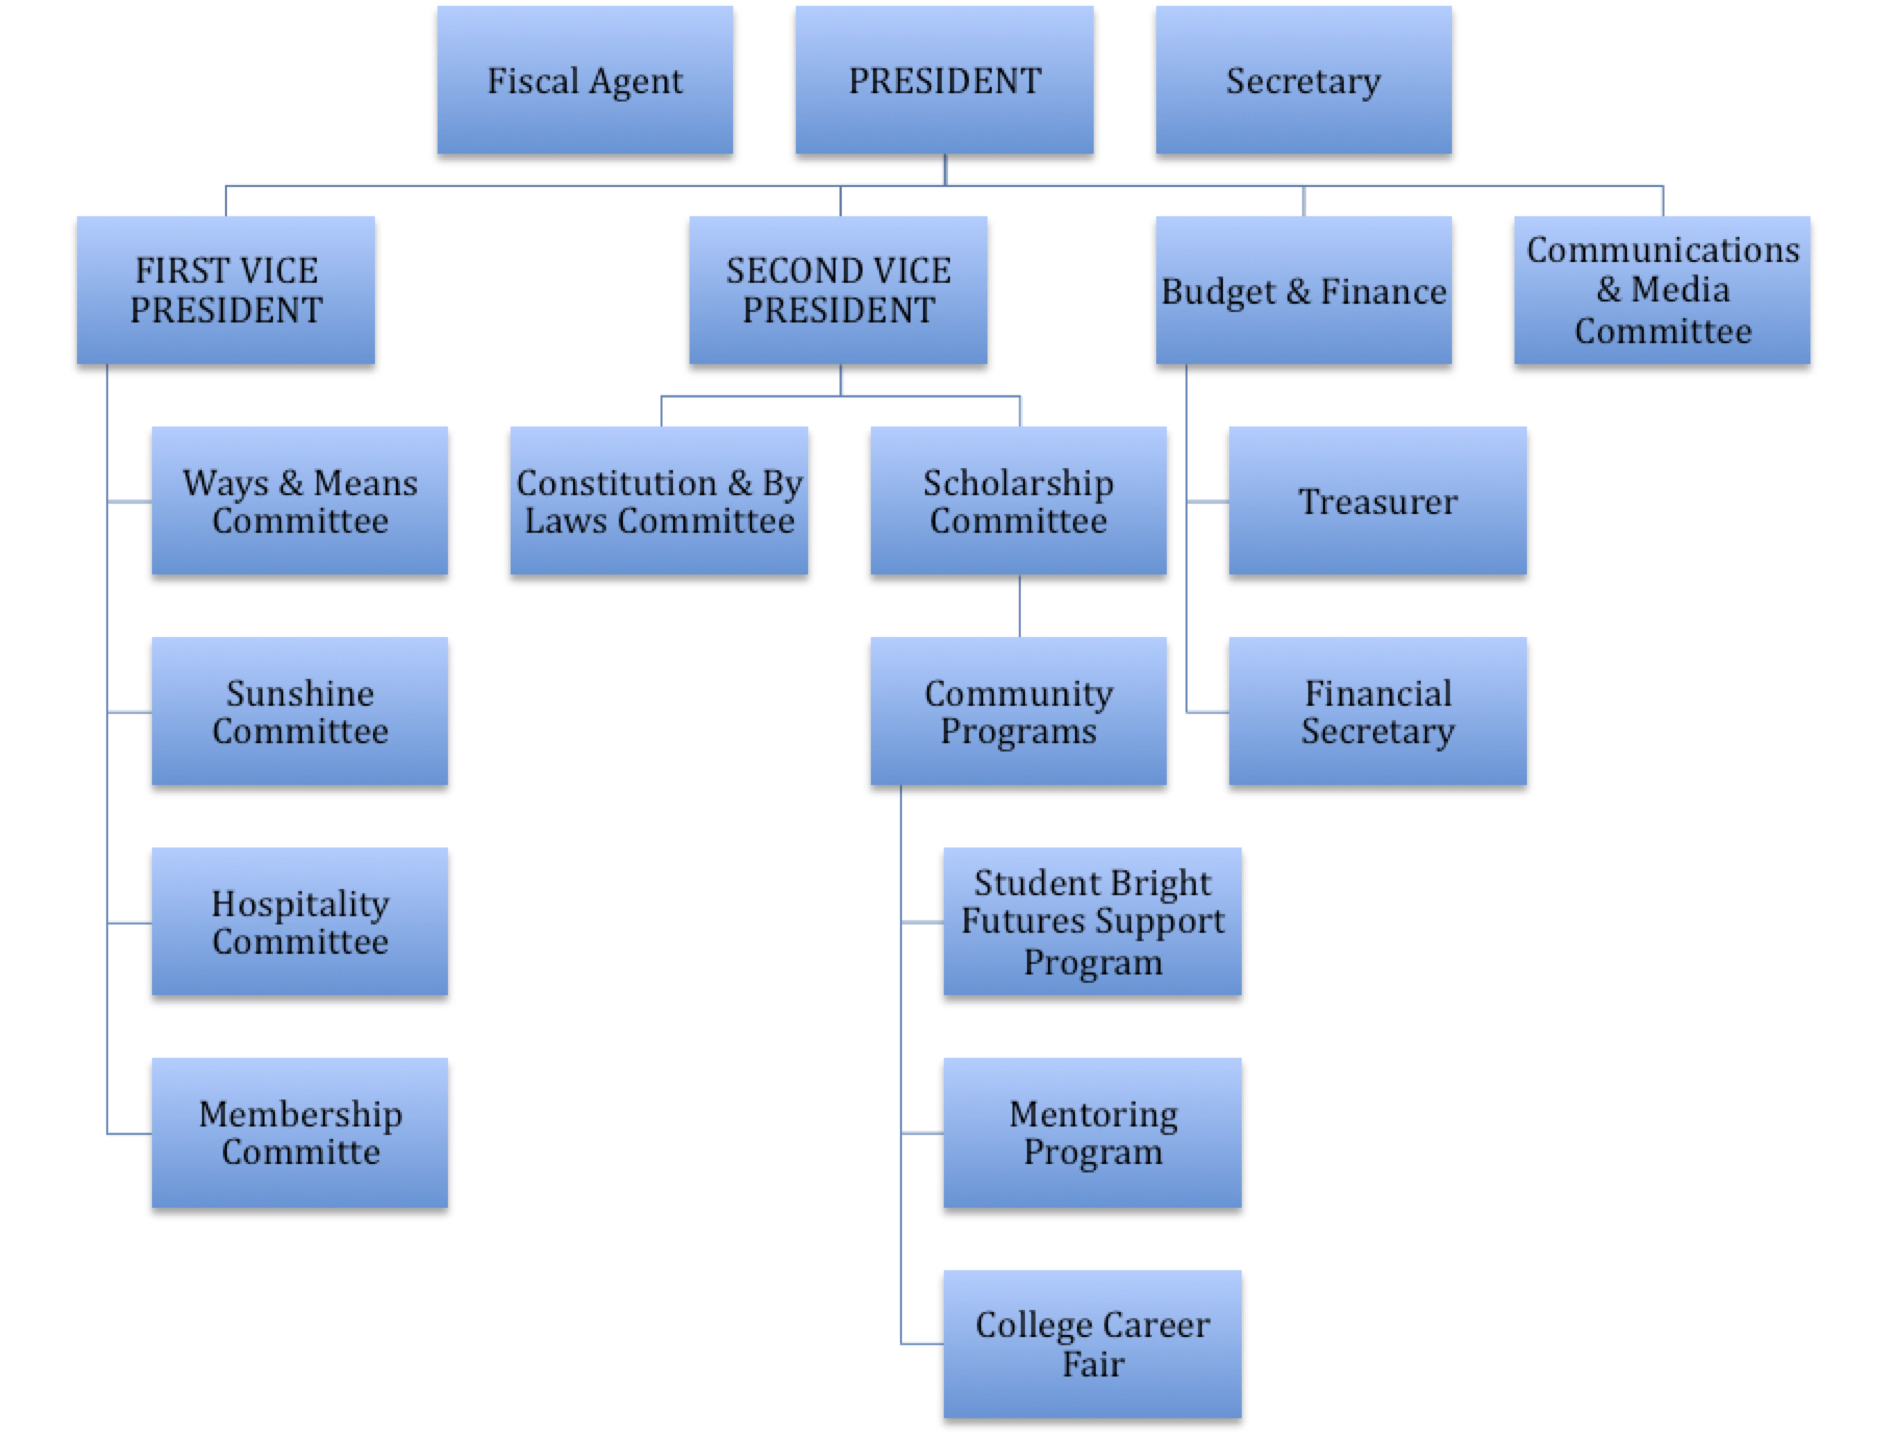 Fiscal Agent
PRESIDENT
Secretary
FIRST VICE
PRESIDENT
SECOND VICE
PRESIDENT
Budget & Finance
Communications
& Media
Committee
Ways & Means
Committee
Constitution & By
Laws Committee
Scholarship
Committee
Treasurer
Sunshine
Committee
Community
Programs
Financial
Secretary
Hospitality
Committee
Student Bright
Futures Support
Program
Membership
Committe
Mentoring
Program
College Career
Fair